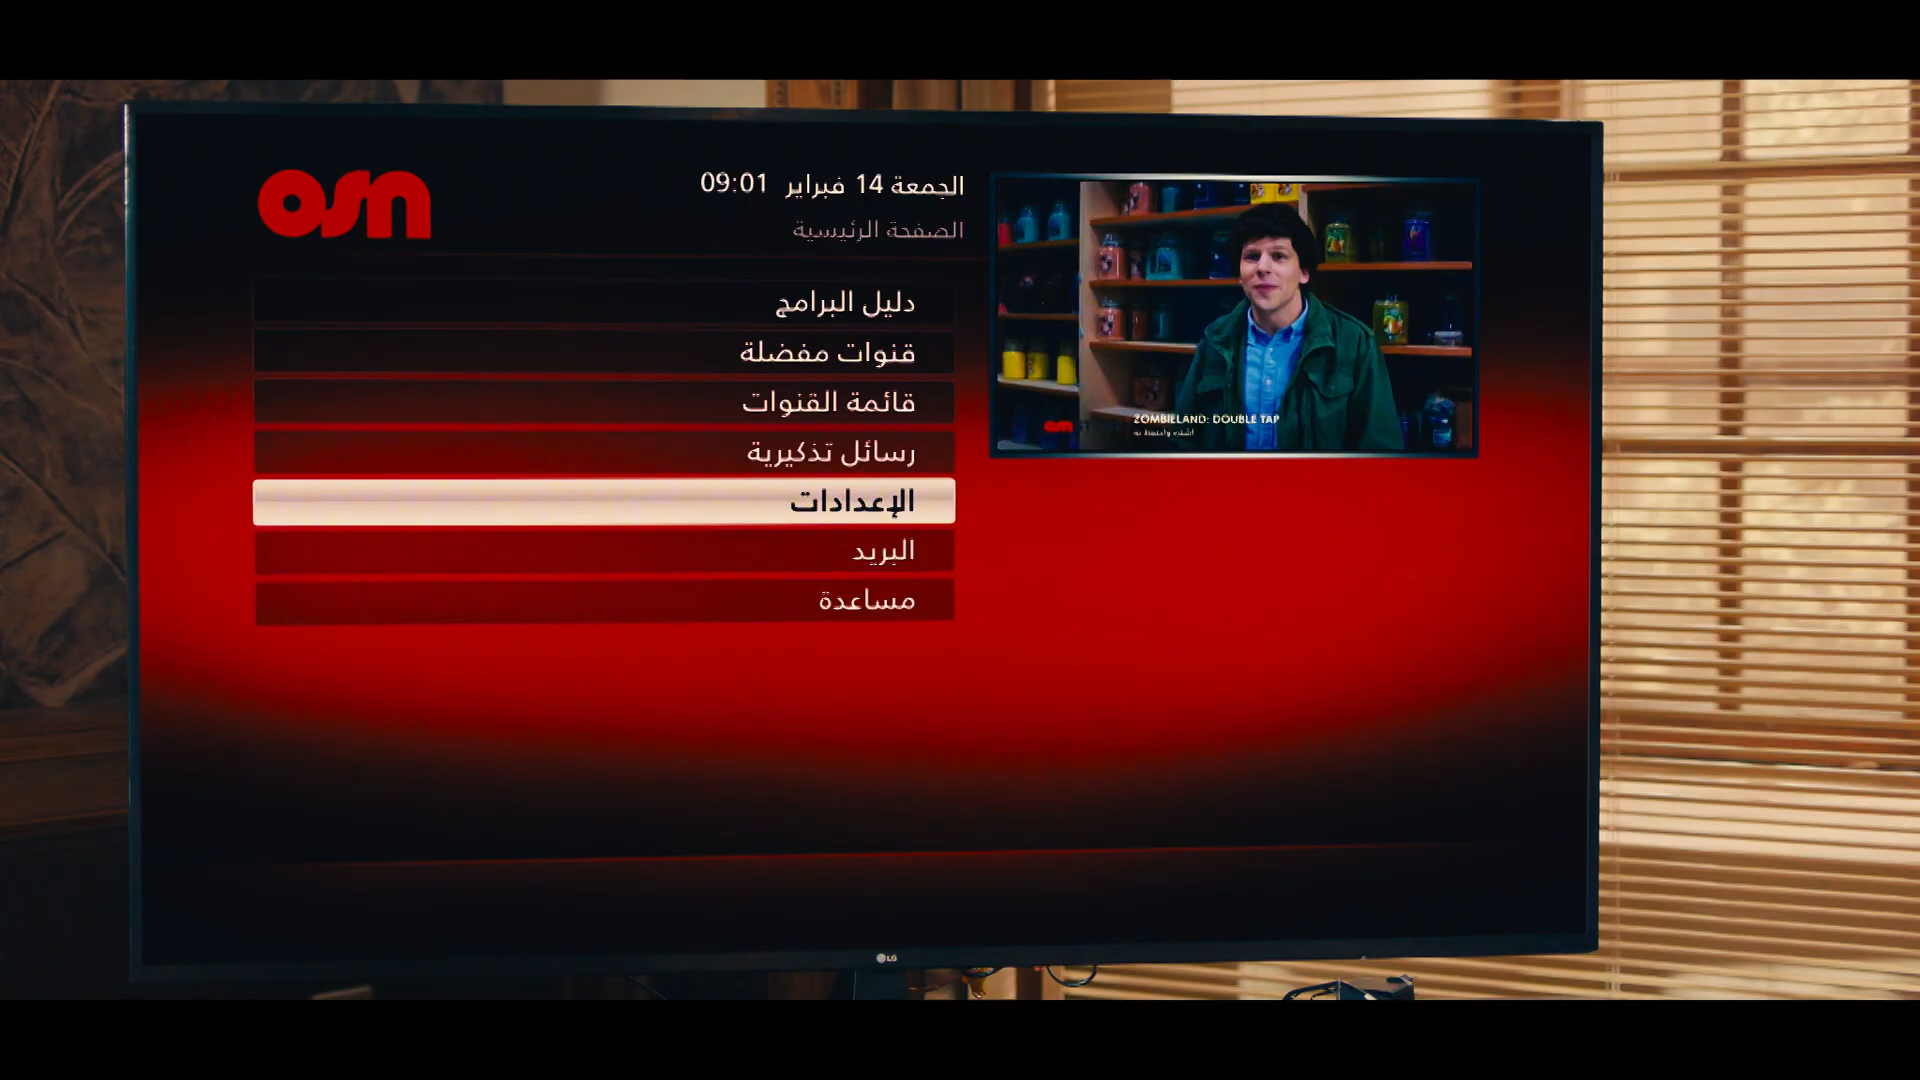 osn
الجمعة 14 فبراير 09:01
الصفحة الرئيسية
دليل البرامج
قنوات مفضلة
قائمة القنوات
رسائل تذكيرية
الإعدادات
البريد
مساعدة
ZOMBIELAND: DOUBLE TAP
osn
LG